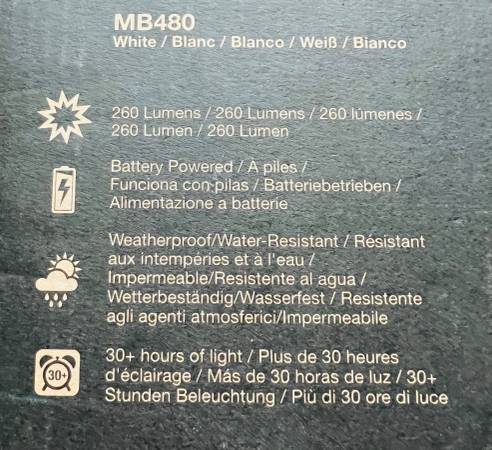 MB480
White / Blanc / Blanco / Weiß / Bianco
260 Lumens / 260 Lumens / 260 lúmenes /
260 Lumen / 260 Lumen
Battery Powered / A piles /
Funciona con pilas / Batteriebetrieben /
Alimentazione a batterie
Weatherproof/Water-Resistant / Résistant
aux intempéries et à l'eau /
Impermeable/Resistente al agua /
Wetterbeständig/Wasserfest / Resistente
agli agenti atmosferici/Impermeabile
30+
30+ hours of light / Plus de 30 heures
d'éclairage / Más de 30 horas de luz / 30+
Stunden Beleuchtung / Più di 30 ore di luce